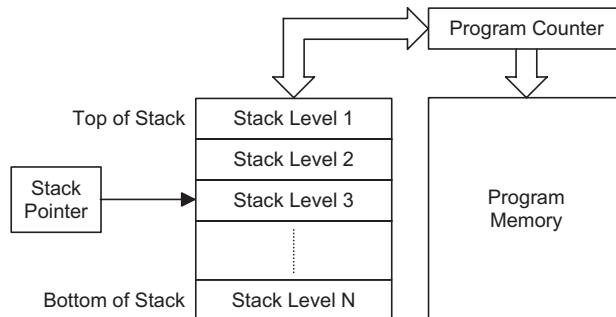 Program Counter
Top of Stack
Stack Level 1
Stack Level 2
Stack
Pointer
Stack Level 3
Program
Memory
Bottom of Stack
Stack Level N